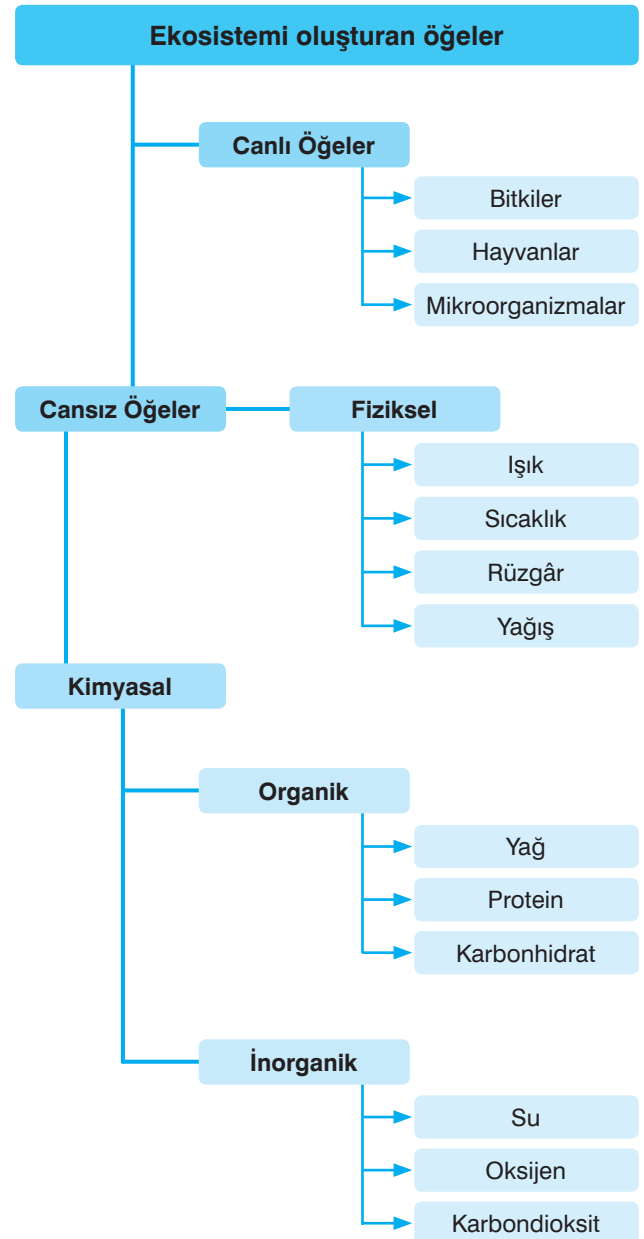 Ekosistemi oluşturan öğeler
Canlı Öğeler
Bitkiler
Hayvanlar
Mikroorganizmalar
Cansız Öğeler
Fiziksel
Işık
Sıcaklık
Rüzgâr
Yağış
Kimyasal
Organik
Yağ
Protein
Karbonhidrat
İnorganik
Su
Oksijen
Karbondioksit